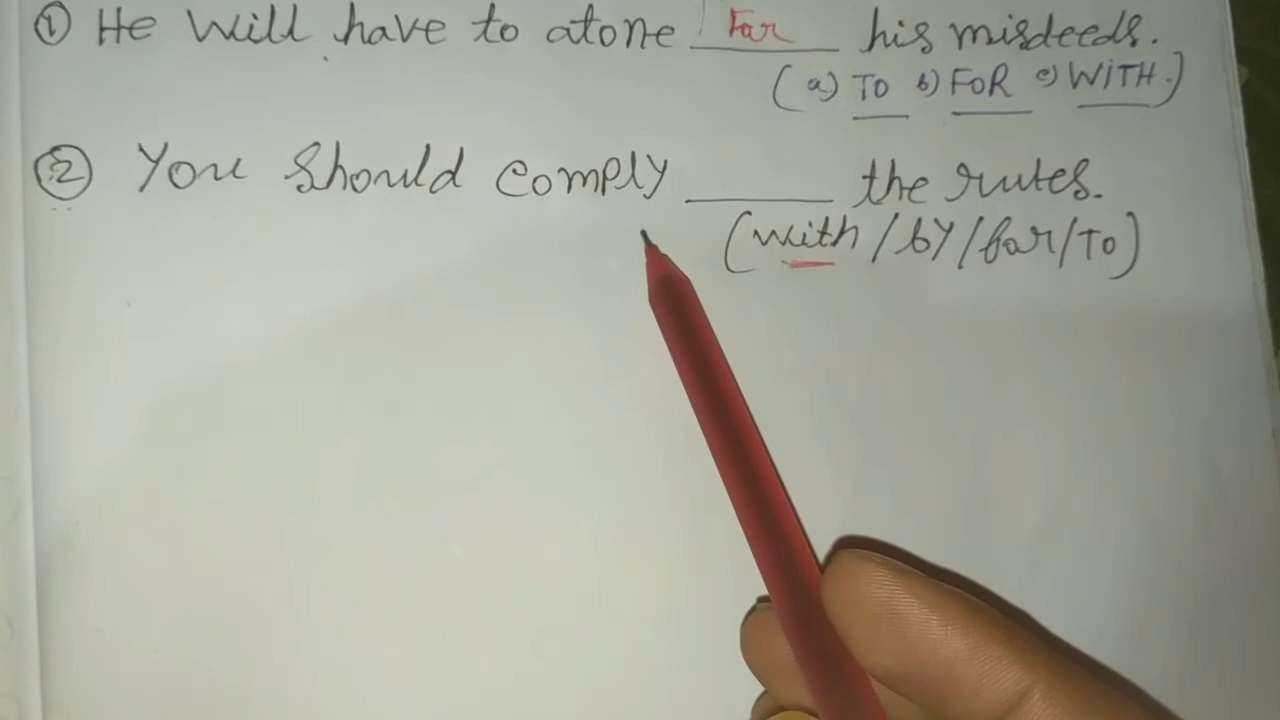 ① He will have to atone For his misdeeds.
(a) TO b) FOR c) WITH.)
② You should comply ____ the rules.
(with / by / for / To)